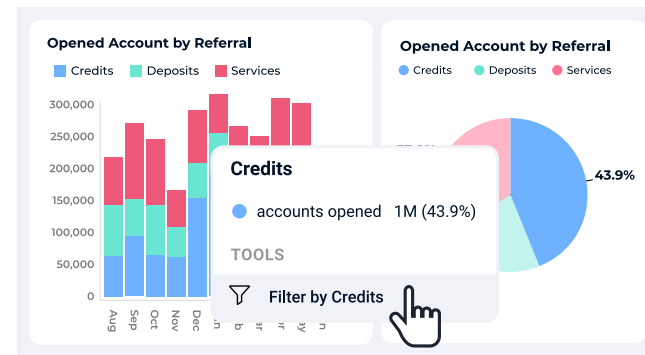 Opened Account by Referral
Credits
Deposits
Services
300,000
250,000
200,000
150,000
100,000
50,000
0
Aug
Sep
Oct
Nov
Dec
Opened Account by Referral
Credits
Deposits
Services
43.9%
Credits
accounts opened 1M (43.9%)
TOOLS
Filter by Credits